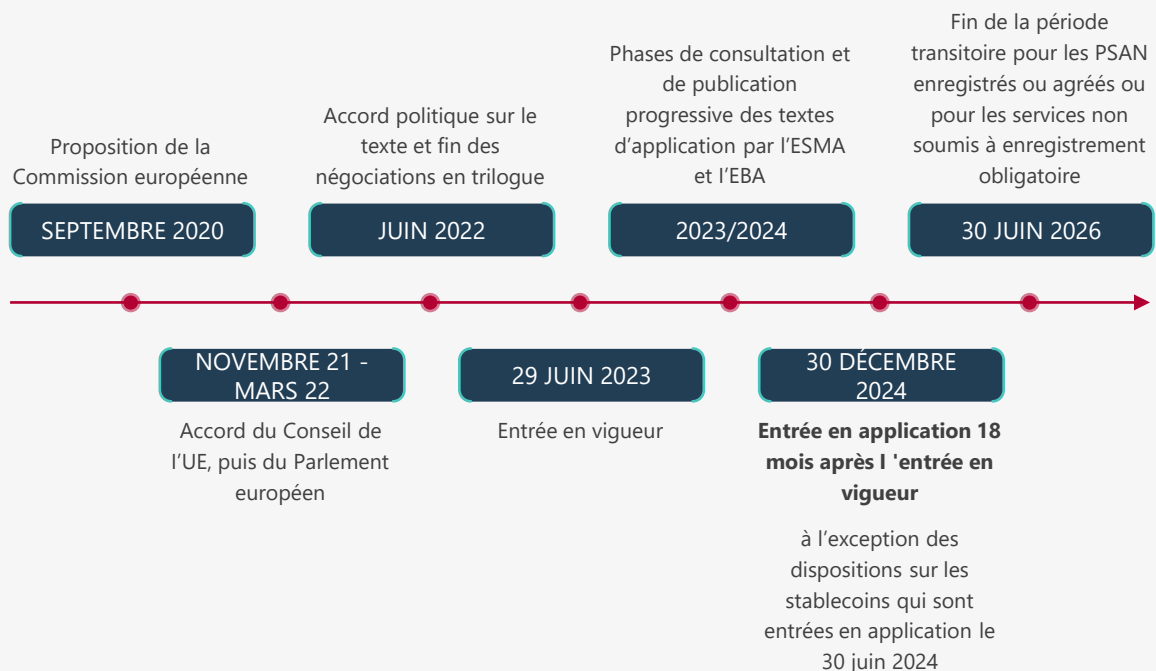 Proposition de la
Commission européenne
SEPTEMBRE 2020
Accord politique sur le
texte et fin des
négociations en trilogue
JUIN 2022
Phases de consultation et
de publication
progressive des textes
d'application par l'ESMA
et l'EBA
2023/2024
Fin de la période
transitoire pour les PSAN
enregistrés ou agréés ou
pour les services non
soumis à enregistrement
obligatoire
30 JUIN 2026
NOVEMBRE 21 -
MARS 22
Accord du Conseil de
l'UE, puis du Parlement
européen
29 JUIN 2023
Entrée en vigueur
30 DÉCEMBRE
2024
Entrée en application 18
mois après l 'entrée en
vigueur
à l'exception des
dispositions sur les
stablecoins qui sont
entrées en application le
30 juin 2024